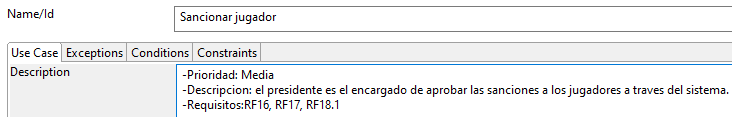 Name/Id Sancionar jugador
Use Case Exceptions Conditions Constraints
Description -Prioridad: Media
-Descripcion: el presidente es el encargado de aprobar las sanciones a los jugadores a traves del sistema.
-Requisitos:RF16, RF17, RF18.1